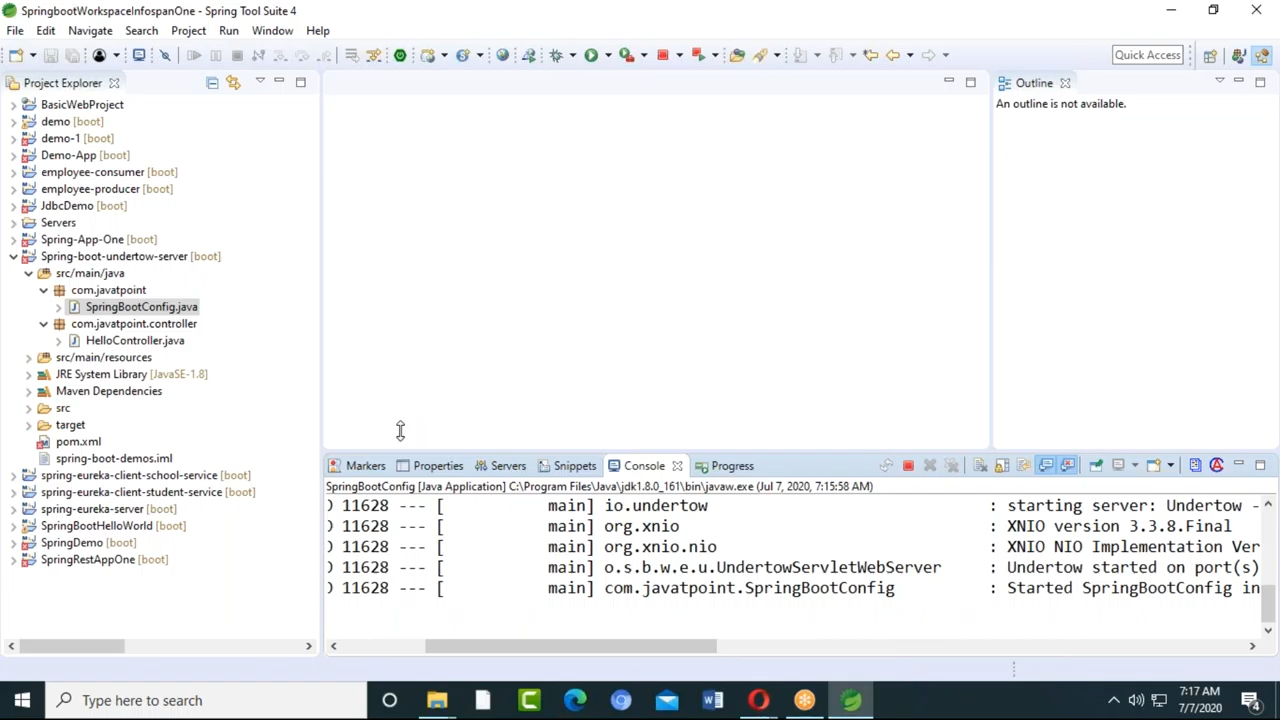 SpringbootWorkspaceInfospanOne - Spring Tool Suite 4
File Edit Navigate Search Project Run Window Help
Quick Access
Project Explorer
BasicWebProject
demo [boot]
demo-1 [boot]
Demo-App [boot]
employee-consumer [boot]
employee-producer [boot]
JdbcDemo [boot]
Servers
Spring-App-One [boot]
Spring-boot-undertow-server [boot]
src/main/java
com.javatpoint
SpringBootConfig.java
com.javatpoint.controller
HelloController.java
src/main/resources
JRE System Library [JavaSE-1.8]
Maven Dependencies
src
target
pom.xml
spring-boot-demos.iml
spring-eureka-client-school-service [boot]
spring-eureka-client-student-service [boot]
spring-eureka-server [boot]
SpringBootHelloWorld [boot]
SpringDemo [boot]
SpringRestAppOne [boot]
Outline
An outline is not available.
Markers Properties Servers Snippets Console Progress
SpringBootConfig [Java Application] C:\Program Files\Java\jdk1.8.0_161\bin\javaw.exe (Jul 7, 2020, 7:15:58 AM)
) 11628 --- [ main] io.undertow : starting server: Undertow -
) 11628 --- [ main] org.xnio : XNIO version 3.3.8.Final
) 11628 --- [ main] org.xnio.nio : XNIO NIO Implementation Ver
) 11628 --- [ main] o.s.b.w.e.u.UndertowServletWebServer : Undertow started on port(s)
) 11628 --- [ main] com.javatpoint.SpringBootConfig : Started SpringBootConfig in
Type here to search
7:17 AM
7/7/2020
4